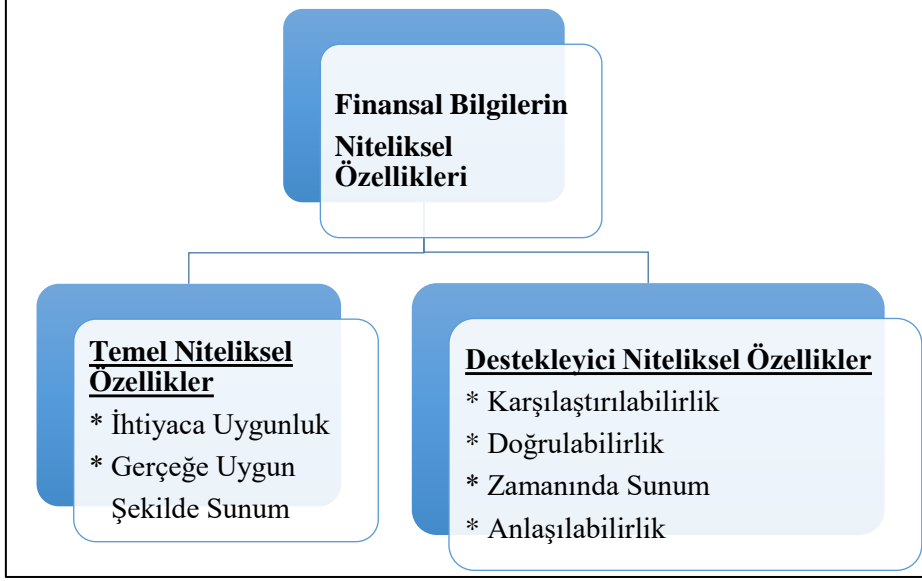 Finansal Bilgilerin
Niteliksel
Özellikleri
Temel Niteliksel
Özellikler
* İhtiyaca Uygunluk
* Gerçeğe Uygun
Şekilde Sunum
Destekleyici Niteliksel Özellikler
* Karşılaştırılabilirlik
* Doğrulabilirlik
* Zamanında Sunum
* Anlaşılabilirlik